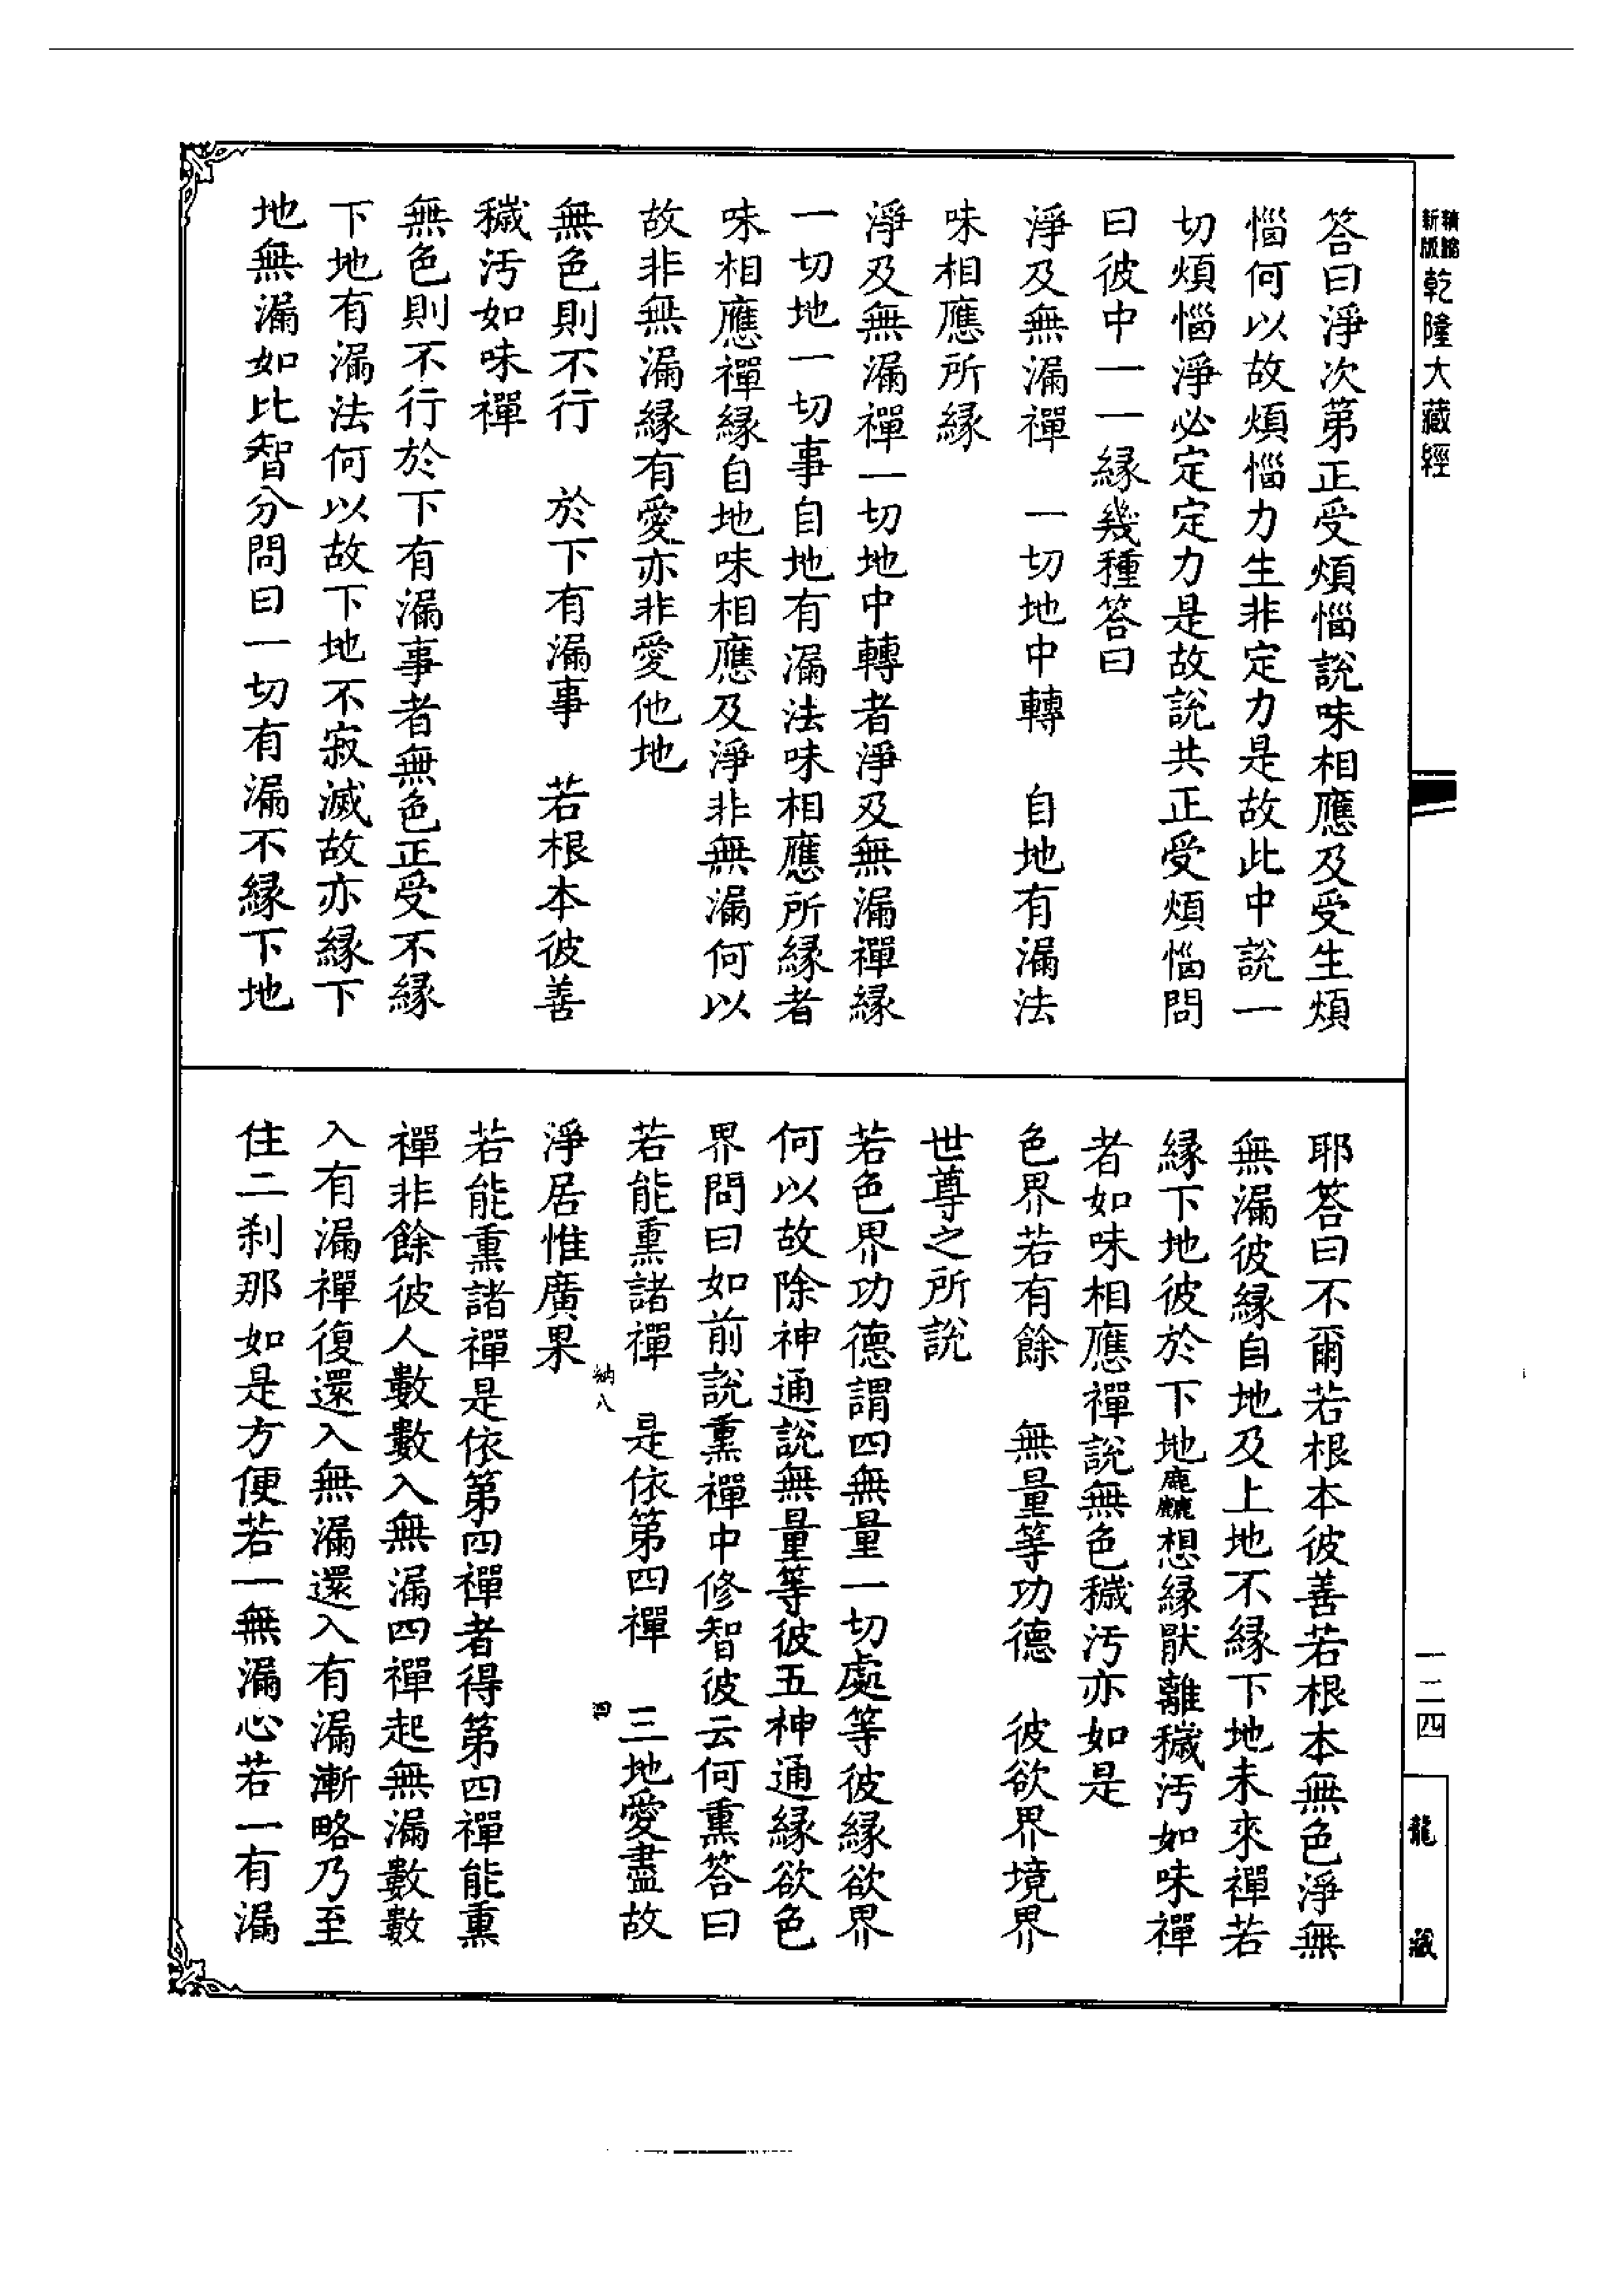 新版精縮乾隆大藏經
答曰淨次第正受煩惱說味相應及受生煩
惱何以故煩惱力生非定力是故此中說一
切煩惱淨必定定力是故說共正受煩惱問
曰彼中一一緣幾種答曰
淨及無漏禪　一切地中轉　自地有漏法
味相應所緣
淨及無漏禪一切地中轉者淨及無漏禪緣
一切地一切事自地有漏法味相應所緣者
味相應禪緣自地味相應及淨非無漏何以
故非無漏緣有愛亦非愛他地
無色則不行　於下有漏事　若根本彼善
穢汚如味禪
無色則不行於下有漏事者無色正受不緣
下地有漏法何以故下地不寂滅故亦緣下
地無漏如比智分問曰一切有漏不緣下地
耶答曰不爾若根本彼善若根本無色淨無
無漏彼緣自地及上地不緣下地未來禪若
緣下地彼於下地麤想緣猒離穢汚如味禪
者如味相應禪說無色穢汚亦如是
色界若有餘　無量等功德　彼欲界境界
世尊之所說
若色界功德謂四無量一切處等彼緣欲界
何以故除神通說無量等彼五神通緣欲色
界問曰如前說熏禪中修智彼云何熏答曰
若能熏諸禪　是依第四禪　三地愛盡故
淨居惟廣果
納八
四
若能熏諸禪是依第四禪者得第四禪能熏
禪非餘彼人數數入無漏四禪起無漏數數
入有漏禪復還入無漏還入有漏漸略乃至
住二刹那如是方便若一無漏心若一有漏
一二四
龍藏